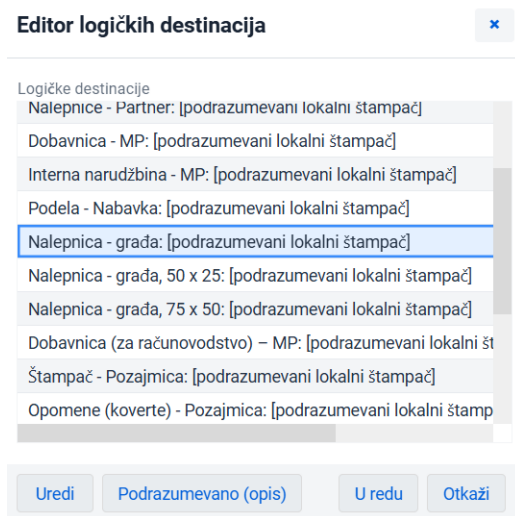 Editor logičkih destinacija
×
Logičke destinacije
Nalepnice - Partner: [podrazumevani lokalni štampač]
Dobavnica - MP: [podrazumevani lokalni štampač]
Interna narudžbina - MP: [podrazumevani lokalni štampač]
Podela - Nabavka: [podrazumevani lokalni štampač]
Nalepnica - građa: [podrazumevani lokalni štampač]
Nalepnica - građa, 50 x 25: [podrazumevani lokalni štampač]
Nalepnica - građa, 75 x 50: [podrazumevani lokalni štampač]
Dobavnica (za računovodstvo) – MP: [podrazumevani lokalni št
Štampač - Pozajmica: [podrazumevani lokalni štampač]
Opomene (koverte) - Pozajmica: [podrazumevani lokalni štamp
Uredi Podrazumevano (opis) U redu Otkaži